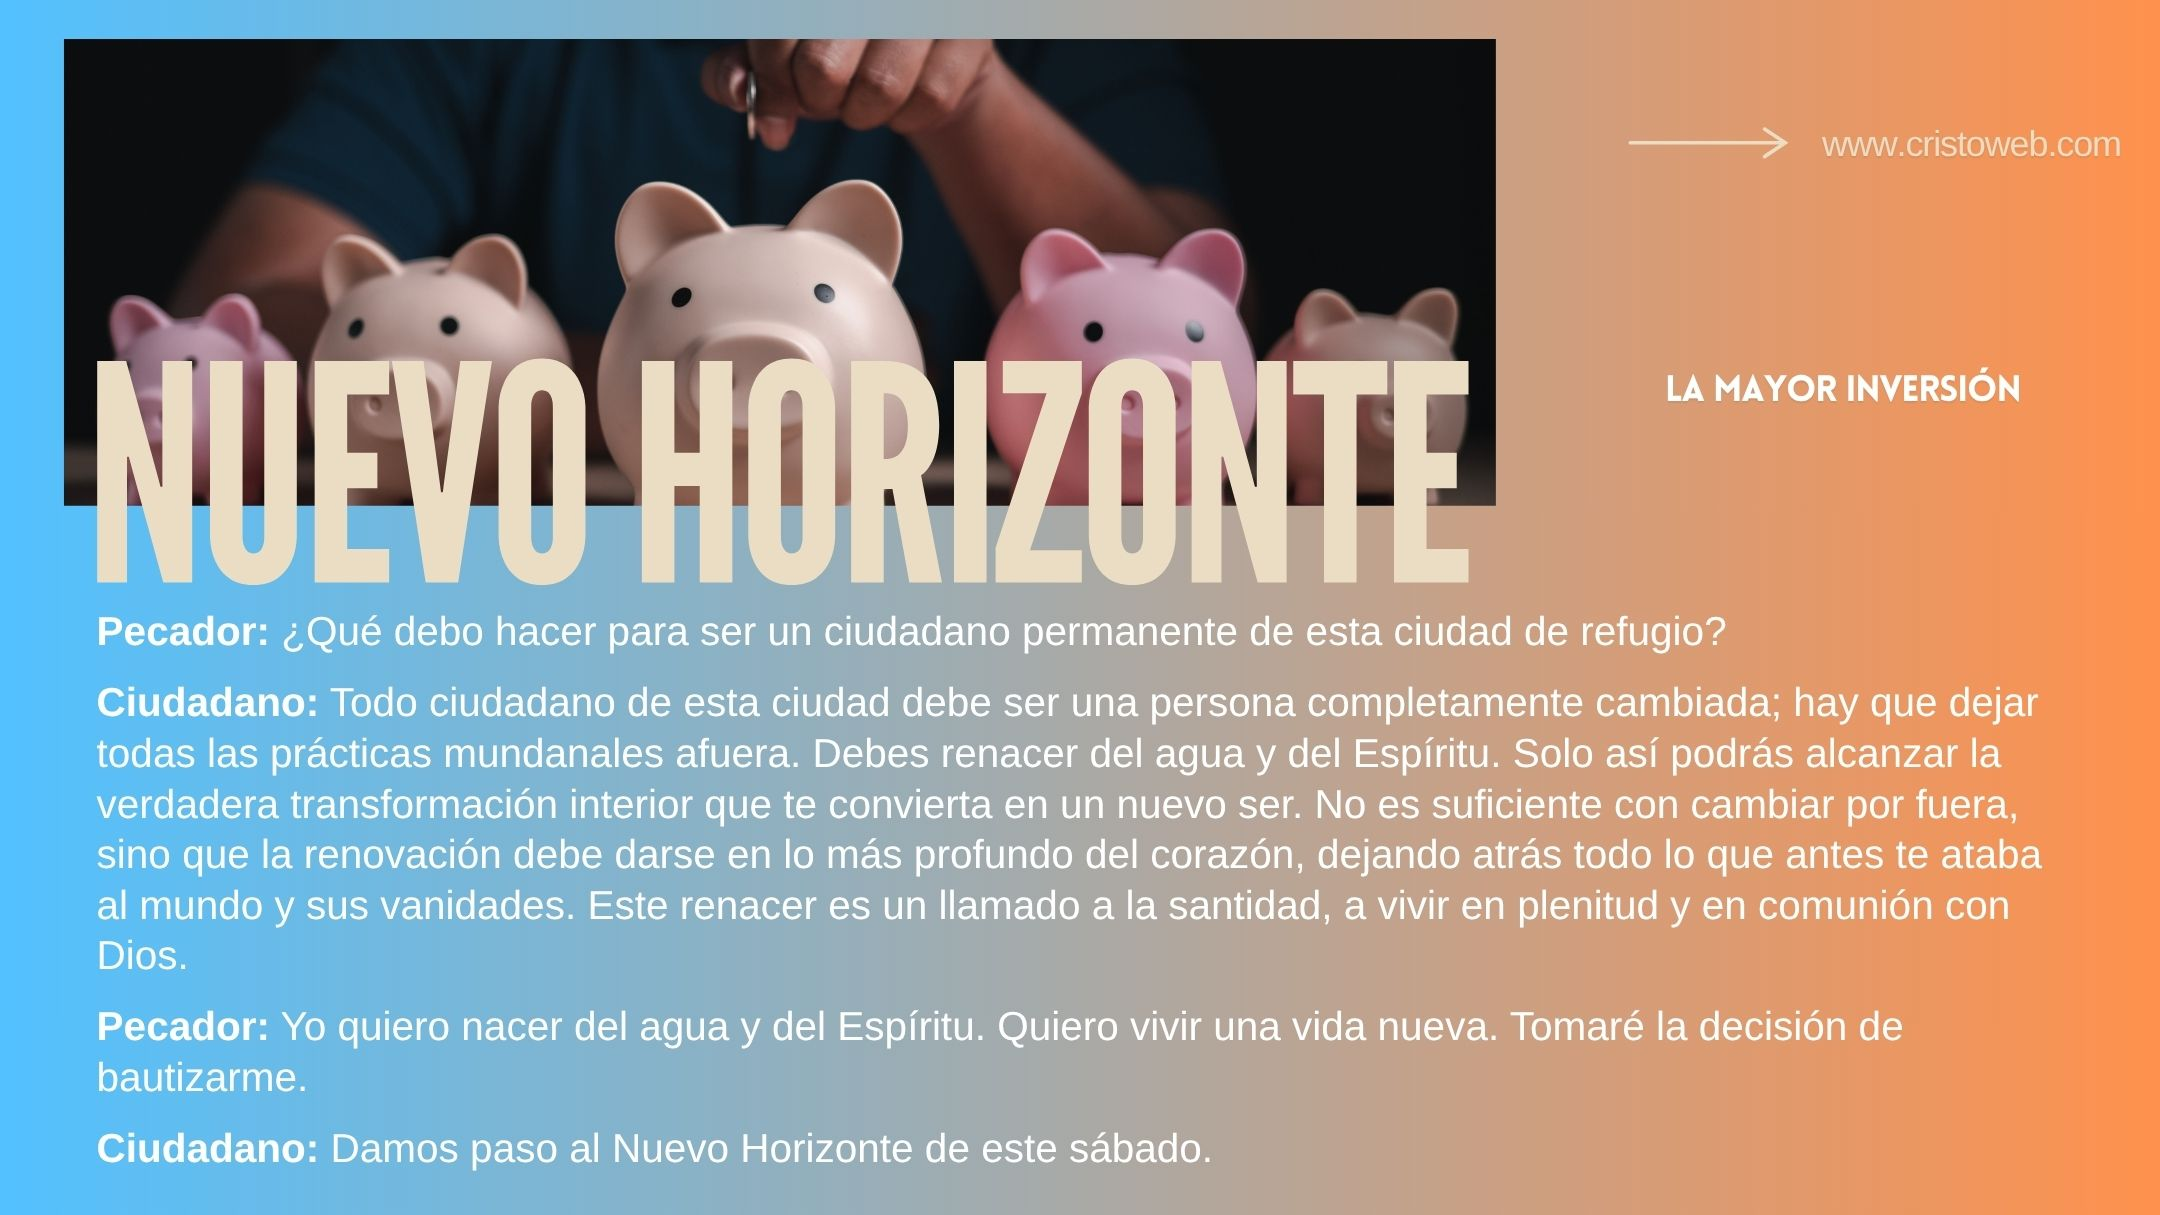 www.cristoweb.com
LA MAYOR INVERSIÓN
NUEVO HORIZONTE
Pecador: ¿Qué debo hacer para ser un ciudadano permanente de esta ciudad de refugio?
Ciudadano: Todo ciudadano de esta ciudad debe ser una persona completamente cambiada; hay que dejar
todas las prácticas mundanales afuera. Debes renacer del agua y del Espíritu. Solo así podrás alcanzar la
verdadera transformación interior que te convierta en un nuevo ser. No es suficiente con cambiar por fuera,
sino que la renovación debe darse en lo más profundo del corazón, dejando atrás todo lo que antes te ataba
al mundo y sus vanidades. Este renacer es un llamado a la santidad, a vivir en plenitud y en comunión con
Dios.
Pecador: Yo quiero nacer del agua y del Espíritu. Quiero vivir una vida nueva. Tomaré la decisión de
bautizarme.
Ciudadano: Damos paso al Nuevo Horizonte de este sábado.